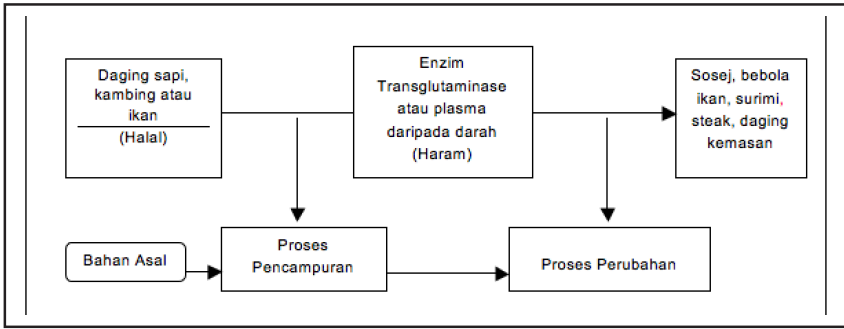 Daging sapi,
kambing atau
ikan
(Halal)
Enzim
Transglutaminase
atau plasma
daripada darah
(Haram)
Sosej, bebola
ikan, surimi,
steak, daging
kemasan
Bahan Asal
Proses
Pencampuran
Proses Perubahan